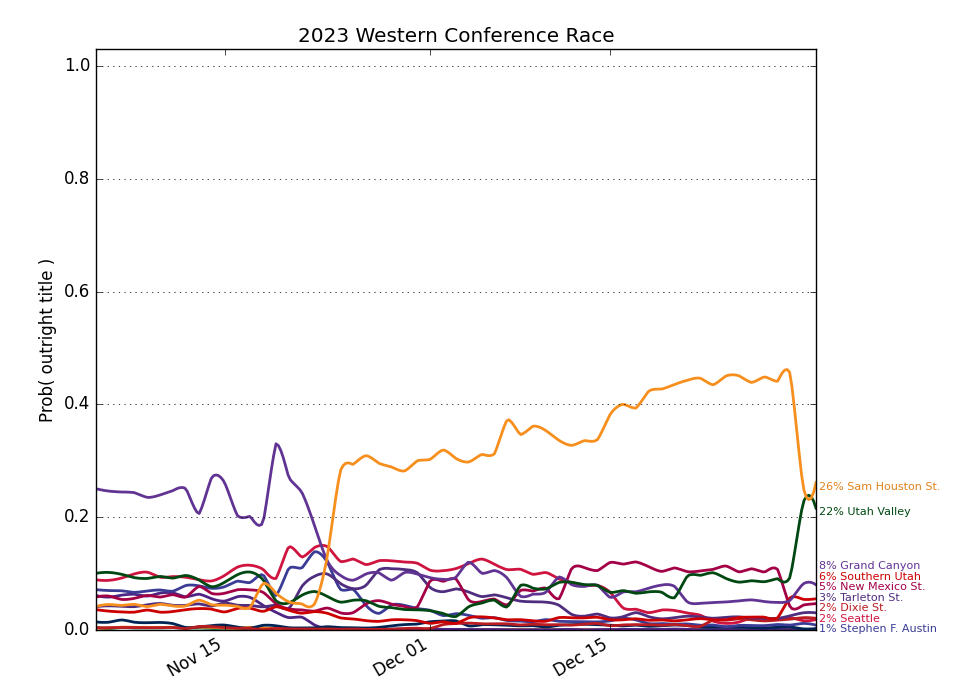 2023 Western Conference Race
1.0
0.8
0.6
0.4
0.2
0.0
Prob( outright title )
Nov 15
Dec 01
Dec 15
26% Sam Houston St.
22% Utah Valley
8% Grand Canyon
6% Southern Utah
5% New Mexico St.
3% Tarleton St.
2% Dixie St.
2% Seattle
1% Stephen F. Austin